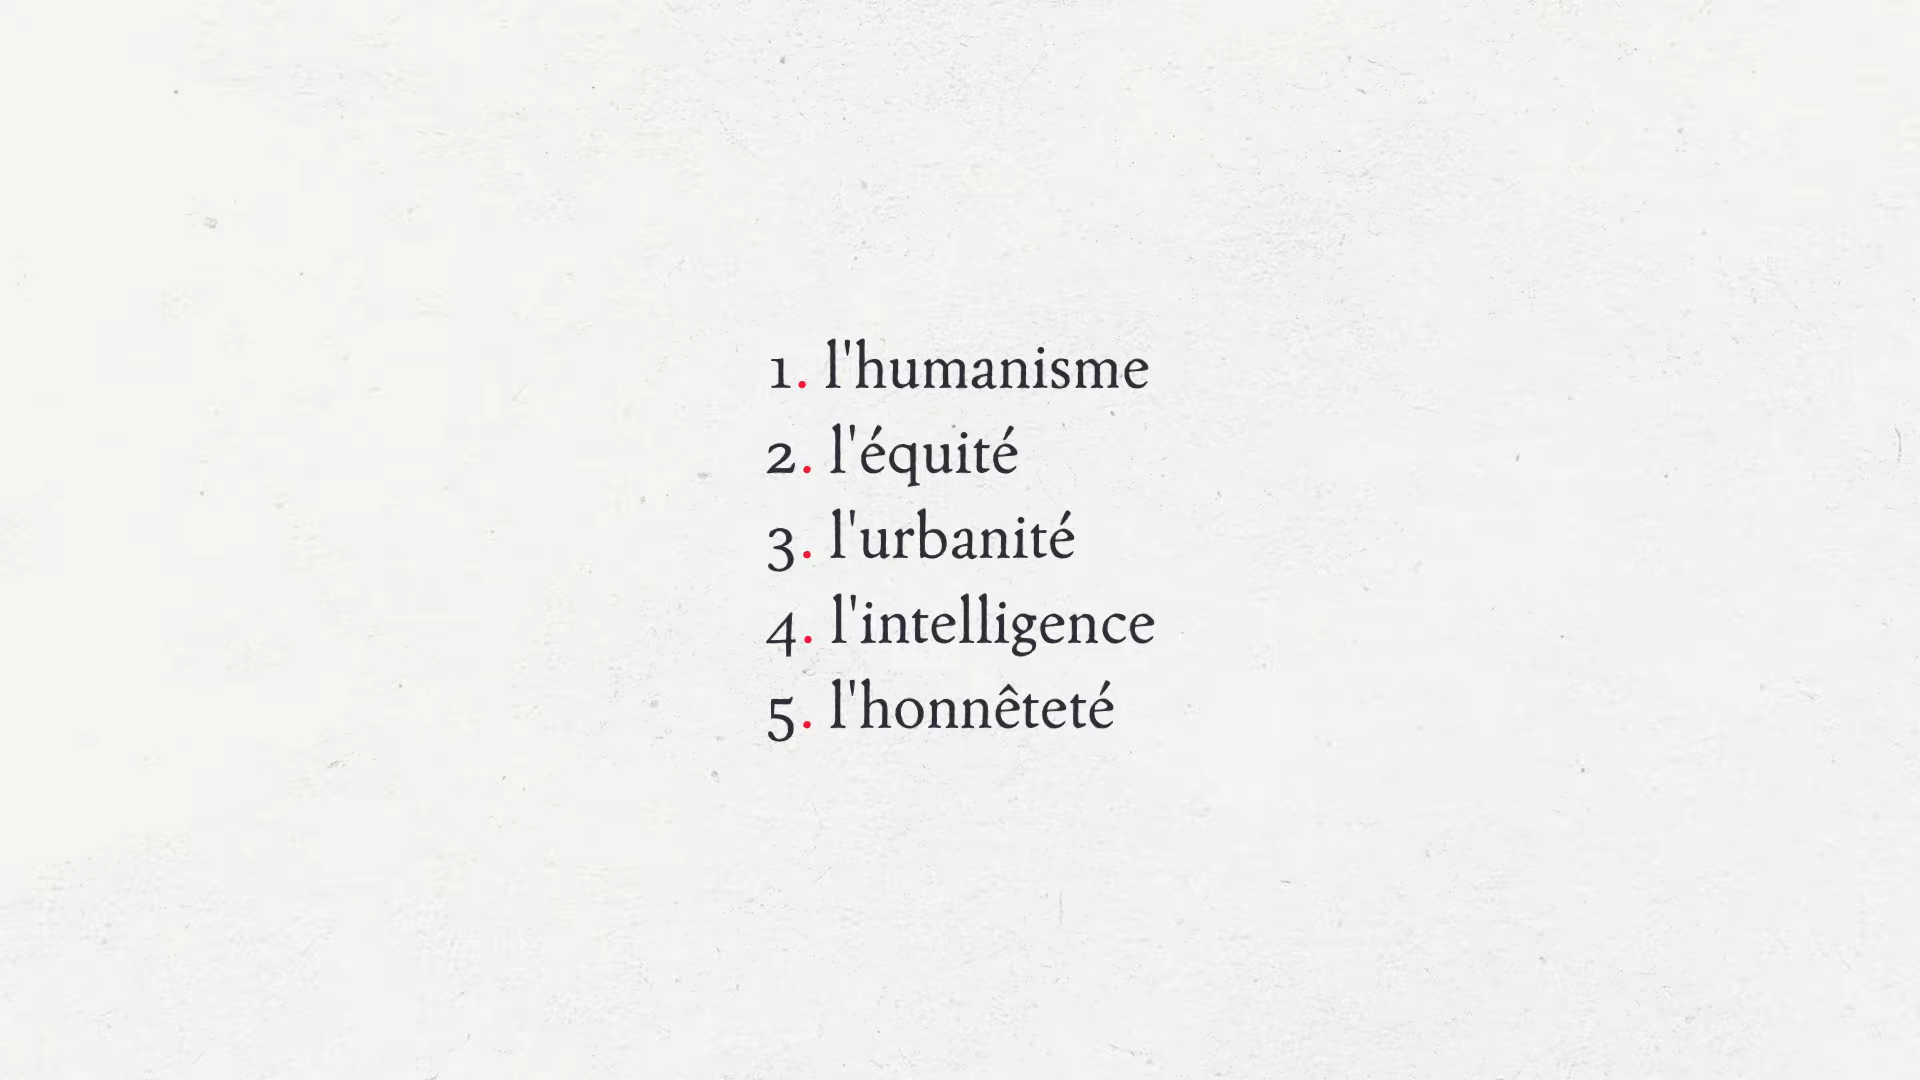 1. l'humanisme
2. l'équité
3. l'urbanité
4. l'intelligence
5. l'honnêteté